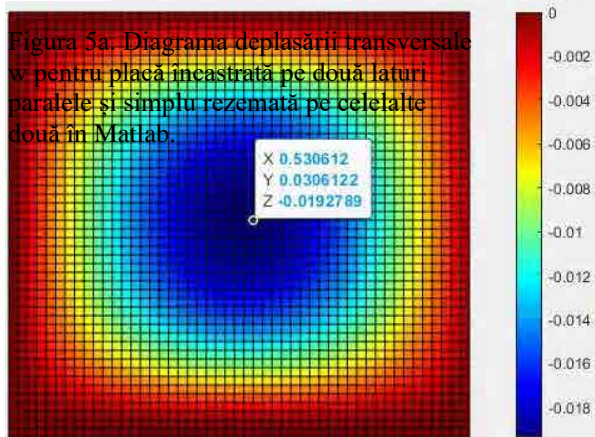 Figura 5a. Diagrama deplasării transversale
w pentru placă încastrată pe două laturi
paralele și simplu rezemată pe celelalte
două în Matlab.
X 0.530612
Y 0.0306122
Z -0.0192789
0
-0.002
-0.004
-0.006
-0.008
-0.01
-0.012
-0.014
-0.016
-0.018